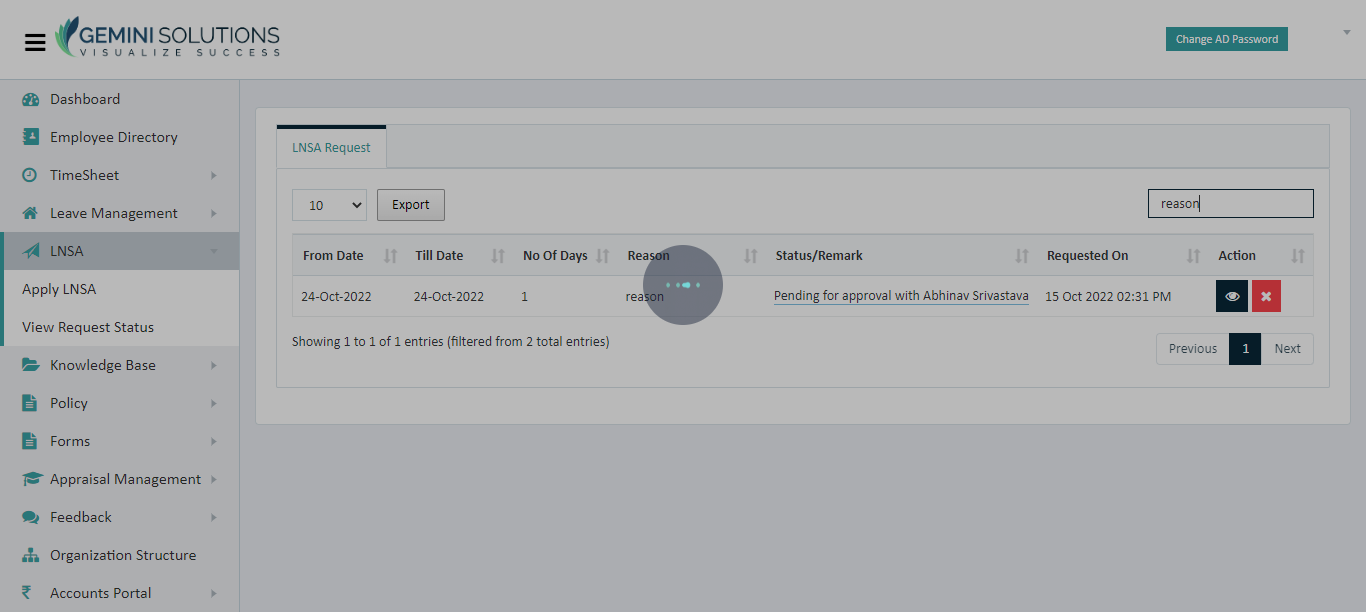 GEMINI SOLUTIONS
VISUALIZE SUCCESS
Change AD Password
Dashboard
Employee Directory
TimeSheet
Leave Management
LNSA
Apply LNSA
View Request Status
Knowledge Base
Policy
Forms
Appraisal Management
Feedback
Organization Structure
₹ Accounts Portal
LNSA Request
10 Export reason
From Date Till Date No Of Days Reason Status/Remark Requested On Action
24-Oct-2022 24-Oct-2022 1 reason Pending for approval with Abhinav Srivastava 15 Oct 2022 02:31 PM
Showing 1 to 1 of 1 entries (filtered from 2 total entries)
Previous 1 Next